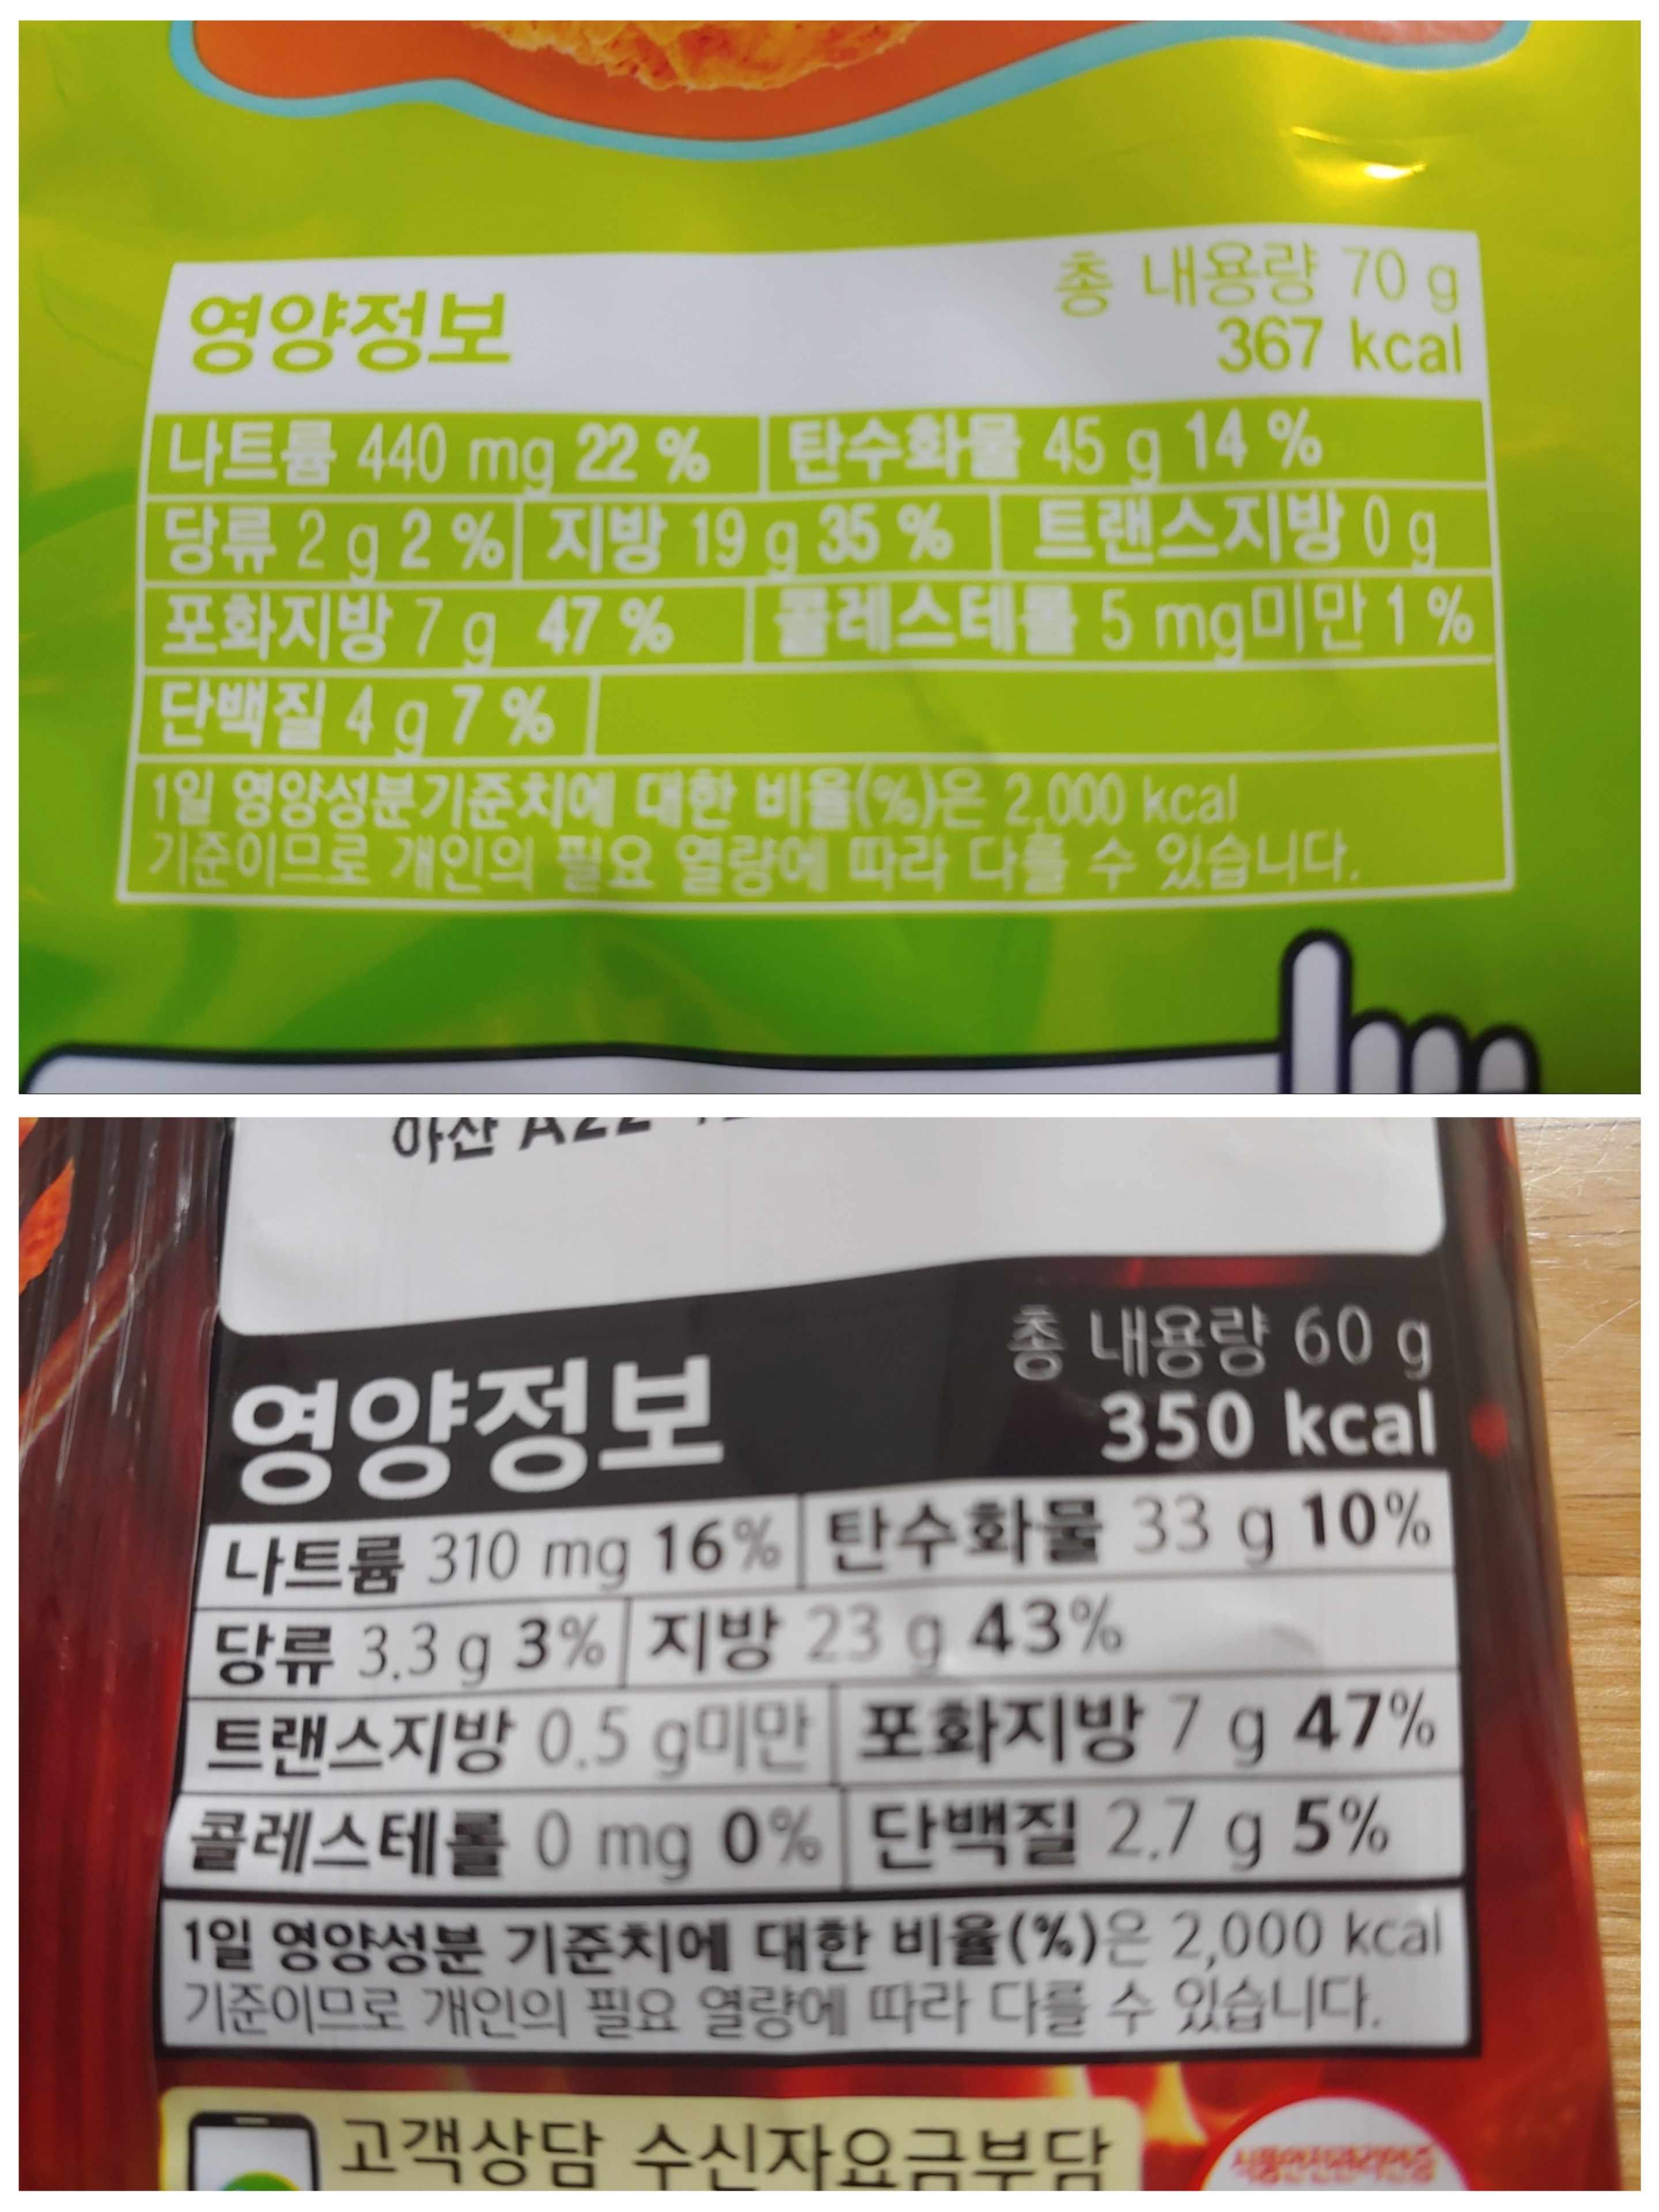 총 내용량 70 g
영양정보 367 kcal
나트륨 440 mg 22 % 탄수화물 45 g 14 %
당류 2 g 2 % 지방 19 g 35 % 트랜스지방 0 g
포화지방 7 g 47 % 콜레스테롤 5 mg미만 1 %
단백질 4 g 7 %
1일 영양성분기준치에 대한 비율(%)은 2,000 kcal
기준이므로 개인의 필요 열량에 따라 다를 수 있습니다.
아산
총 내용량 60 g
영양정보 350 kcal
나트륨 310 mg 16% 탄수화물 33 g 10%
당류 3.3 g 3% 지방 23 g 43%
트랜스지방 0.5 g미만 포화지방 7 g 47%
콜레스테롤 0 mg 0% 단백질 2.7 g 5%
1일 영양성분 기준치에 대한 비율(%)은 2,000 kcal
기준이므로 개인의 필요 열량에 따라 다를 수 있습니다.
고객상담 수신자요금부담
식품안전관리인증